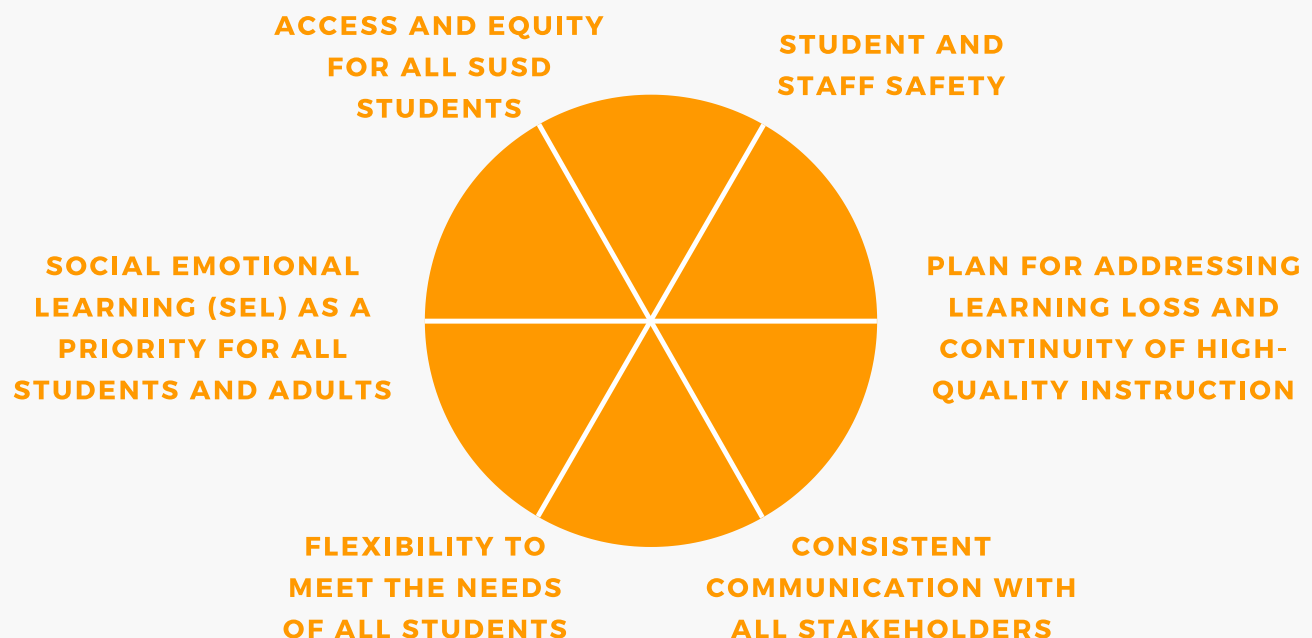 ACCESS AND EQUITY
FOR ALL SUSD
STUDENTS
STUDENT AND
STAFF SAFETY
SOCIAL EMOTIONAL
LEARNING (SEL) AS A
PRIORITY FOR ALL
STUDENTS AND ADULTS
PLAN FOR ADDRESSING
LEARNING LOSS AND
CONTINUITY OF HIGH-
QUALITY INSTRUCTION
FLEXIBILITY TO
MEET THE NEEDS
OF ALL STUDENTS
CONSISTENT
COMMUNICATION WITH
ALL STAKEHOLDERS